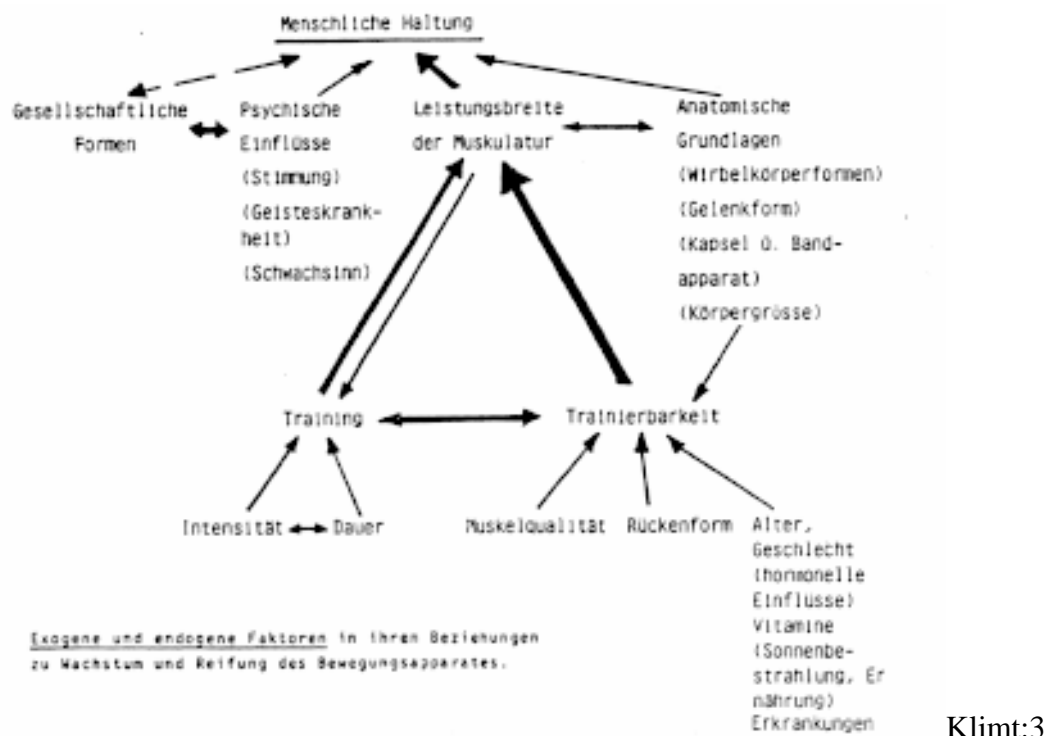 Menschliche Haltung
Gesellschaftliche
Formen
Psychische
Einflüsse
(Stimmung)
(Geisteskrank-
heit)
(Schwachsinn)
Leistungsbreite
der Muskulatur
Anatomische
Grundlagen
(Wirbelkörperformen)
(Gelenkform)
(Kapsel ü. Band-
apparat)
(Körpergrösse)
Training
Trainierbarkeit
Intensität
Dauer
Muskelqualität
Rückenform
Alter,
Geschlecht
(hormonelle
Einflüsse)
Vitamine
(Sonnenbe-
strahlung, Er
nährung)
Erkrankungen
Exogene und endogene Faktoren in ihren Beziehungen
zu Wachstum und Reifung des Bewegungsapparates.
Klimt:3